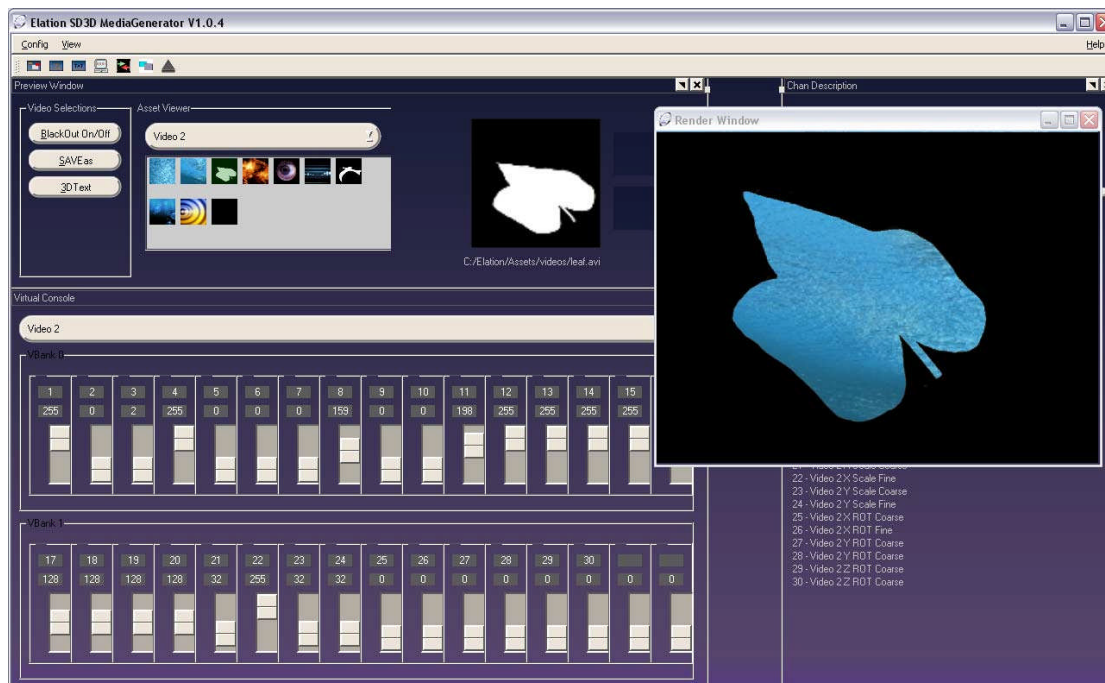 Elation SD3D MediaGenerator V1.0.4
Config View Help
Preview Window
Chan Description
Video Selections
BlackOut On/Off
SAVEas
3DText
Asset Viewer
Video 2
C:/Elation/Assets/videos/leaf.avi
Render Window
Virtual Console
Video 2
VBank 0
1 2 3 4 5 6 7 8 9 10 11 12 13 14 15
255 0 2 255 0 0 0 159 0 0 198 255 255 255 255
VBank 1
17 18 19 20 21 22 23 24 25 26 27 28 29 30
128 128 128 128 32 255 32 32 0 0 0 0 0 0 0 0
22 - Video 2 X Scale Fine
23 - Video 2 Y Scale Coarse
24 - Video 2 Y Scale Fine
25 - Video 2 X ROT Coarse
26 - Video 2 X ROT Fine
27 - Video 2 Y ROT Coarse
28 - Video 2 Y ROT Coarse
29 - Video 2 Z ROT Coarse
30 - Video 2 Z ROT Coarse